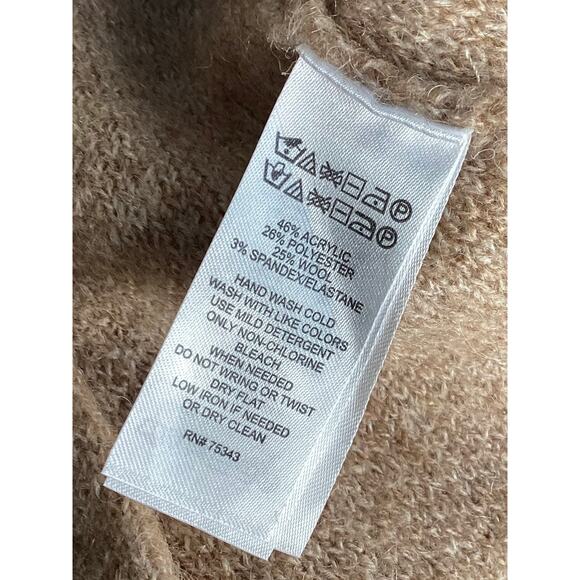 46% ACRYLIC
26% POLYESTER
25% WOOL
3% SPANDEX/ELASTANE
HAND WASH COLD
WASH WITH LIKE COLORS
USE MILD DETERGENT
ONLY NON-CHLORINE
BLEACH
WHEN NEEDED
DO NOT WRING OR TWIST
DRY FLAT
LOW IRON IF NEEDED
OR DRY CLEAN
RN# 75343